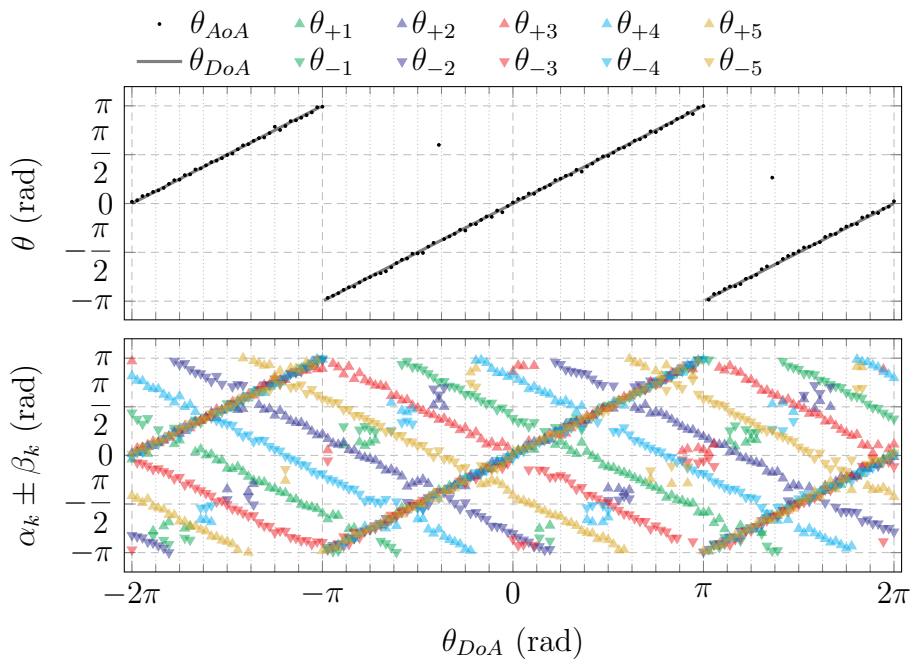 θ_AoA θ_+1 θ_+2 θ_+3 θ_+4 θ_+5
θ_DoA θ_−1 θ_−2 θ_−3 θ_−4 θ_−5
θ (rad)
π
π/2
0
−π/2
−π
α_k ± β_k (rad)
π
π/2
0
−π/2
−π
−2π −π 0 π 2π
θ_DoA (rad)